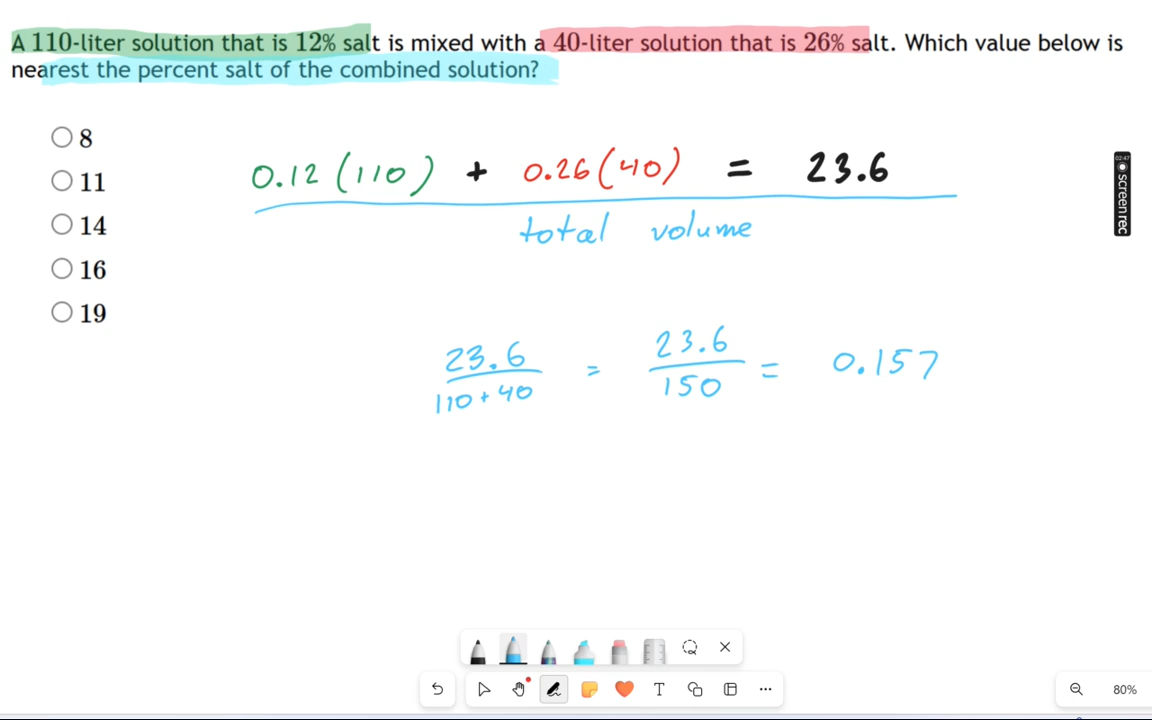 A 110-liter solution that is 12% salt is mixed with a 40-liter solution that is 26% salt. Which value below is
nearest the percent salt of the combined solution?
8
11
14
16
19
0.12 (110) + 0.26 (40) = 23.6
total volume
23.6 / 110 + 40 = 23.6 / 150 = 0.157
02:47
screenrec
T
80%